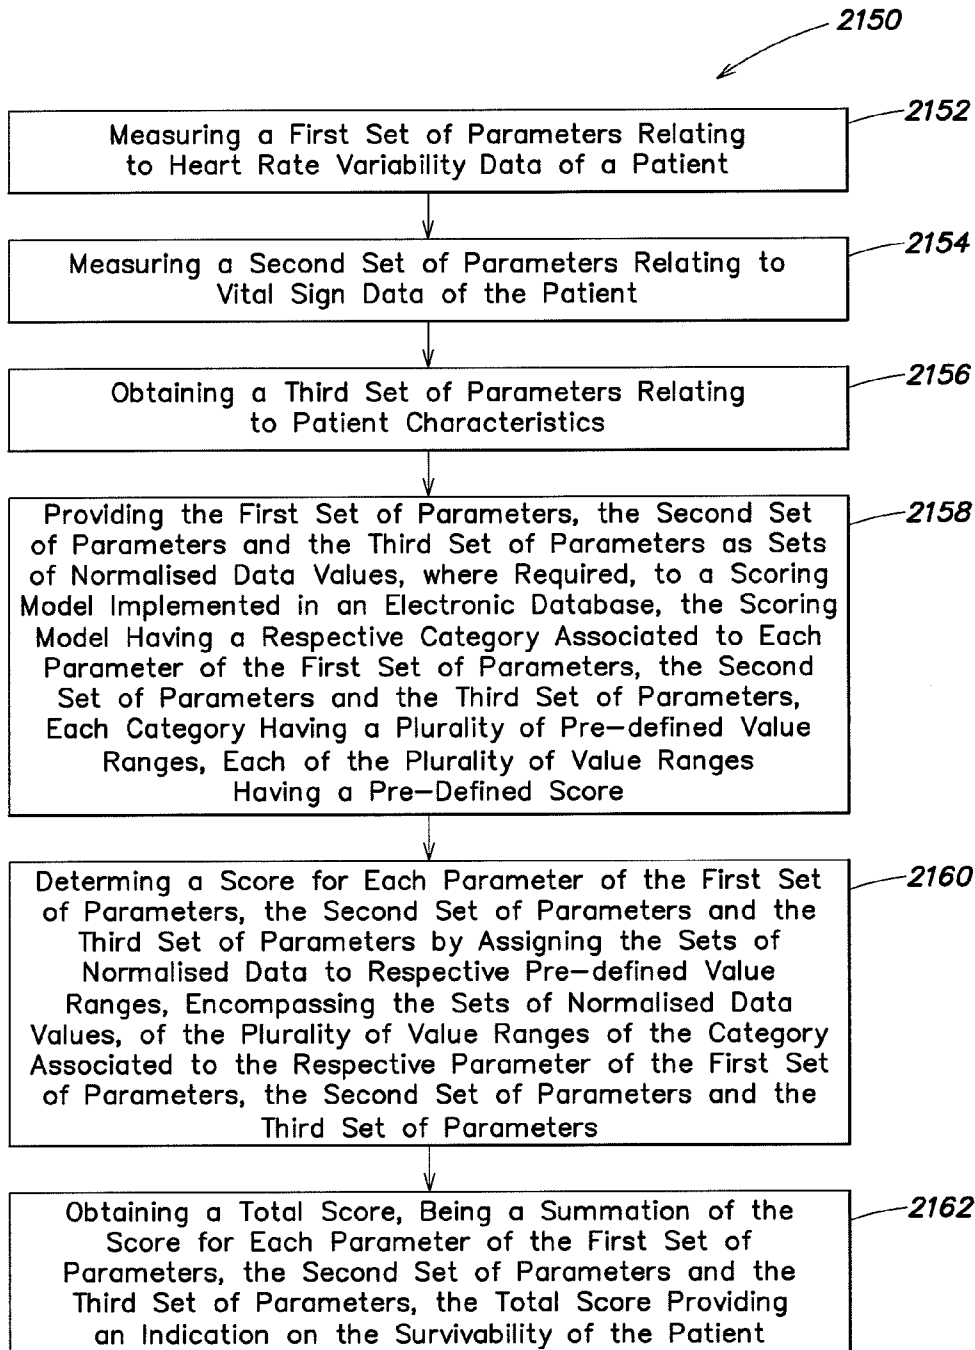 2150
2152
Measuring a First Set of Parameters Relating
to Heart Rate Variability Data of a Patient
2154
Measuring a Second Set of Parameters Relating to
Vital Sign Data of the Patient
2156
Obtaining a Third Set of Parameters Relating
to Patient Characteristics
2158
Providing the First Set of Parameters, the Second Set
of Parameters and the Third Set of Parameters as Sets
of Normalised Data Values, where Required, to a Scoring
Model Implemented in an Electronic Database, the Scoring
Model Having a Respective Category Associated to Each
Parameter of the First Set of Parameters, the Second
Set of Parameters and the Third Set of Parameters,
Each Category Having a Plurality of Pre-defined Value
Ranges, Each of the Plurality of Value Ranges
Having a Pre-Defined Score
2160
Determing a Score for Each Parameter of the First Set
of Parameters, the Second Set of Parameters and the
Third Set of Parameters by Assigning the Sets of
Normalised Data to Respective Pre-defined Value
Ranges, Encompassing the Sets of Normalised Data
Values, of the Plurality of Value Ranges of the Category
Associated to the Respective Parameter of the First Set
of Parameters, the Second Set of Parameters and the
Third Set of Parameters
2162
Obtaining a Total Score, Being a Summation of the
Score for Each Parameter of the First Set of
Parameters, the Second Set of Parameters and the
Third Set of Parameters, the Total Score Providing
an Indication on the Survivability of the Patient